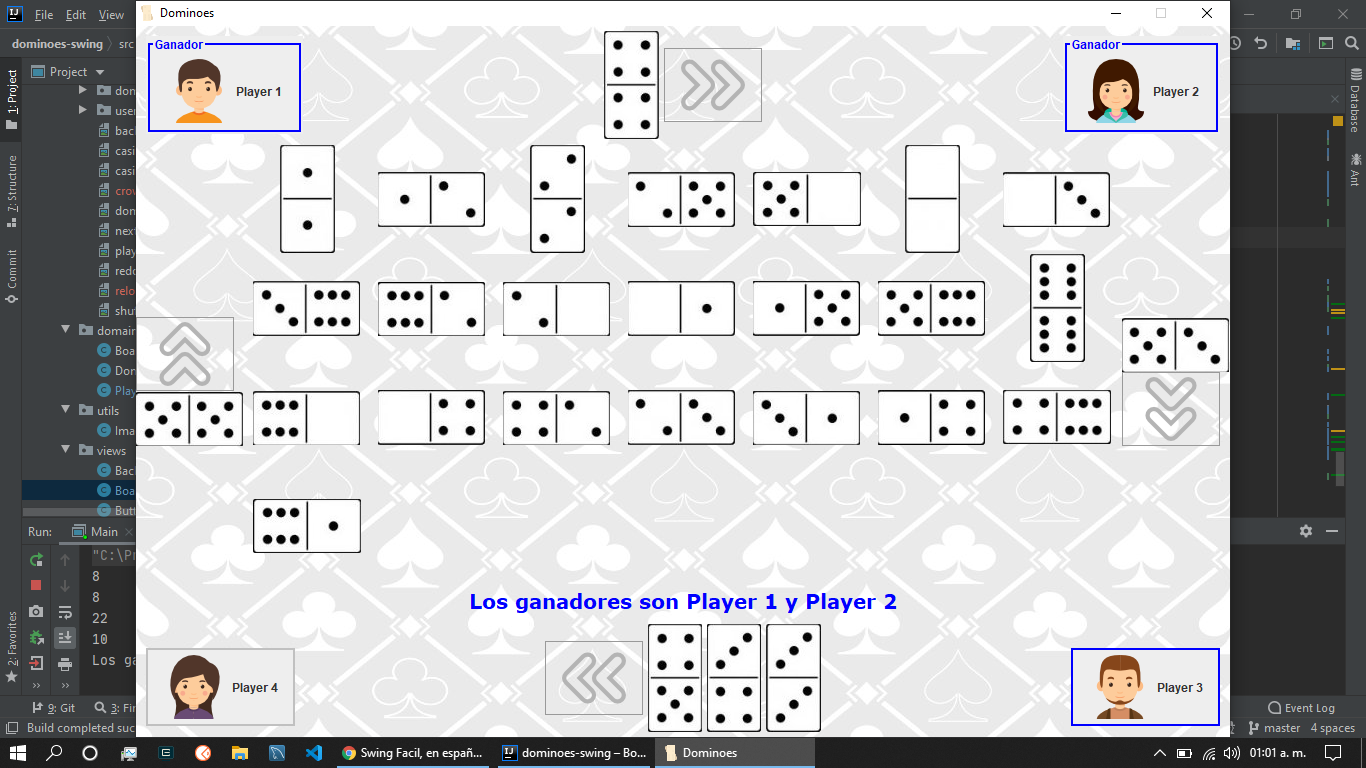 Dominoes
File Edit View
dominoes-swing src
Project
1: Project
7: Structure
Commit
2: Favorites
Database
Ant
domain
utils
views
Ganador
Player 1
Ganador
Player 2
Los ganadores son Player 1 y Player 2
Player 4
Player 3
Run: Main
8
8
22
10
9: Git
Event Log
Build completed
master 4 spaces
Swing Facil, en españ...
dominoes-swing – Bo...
Dominoes
01:01 a. m.